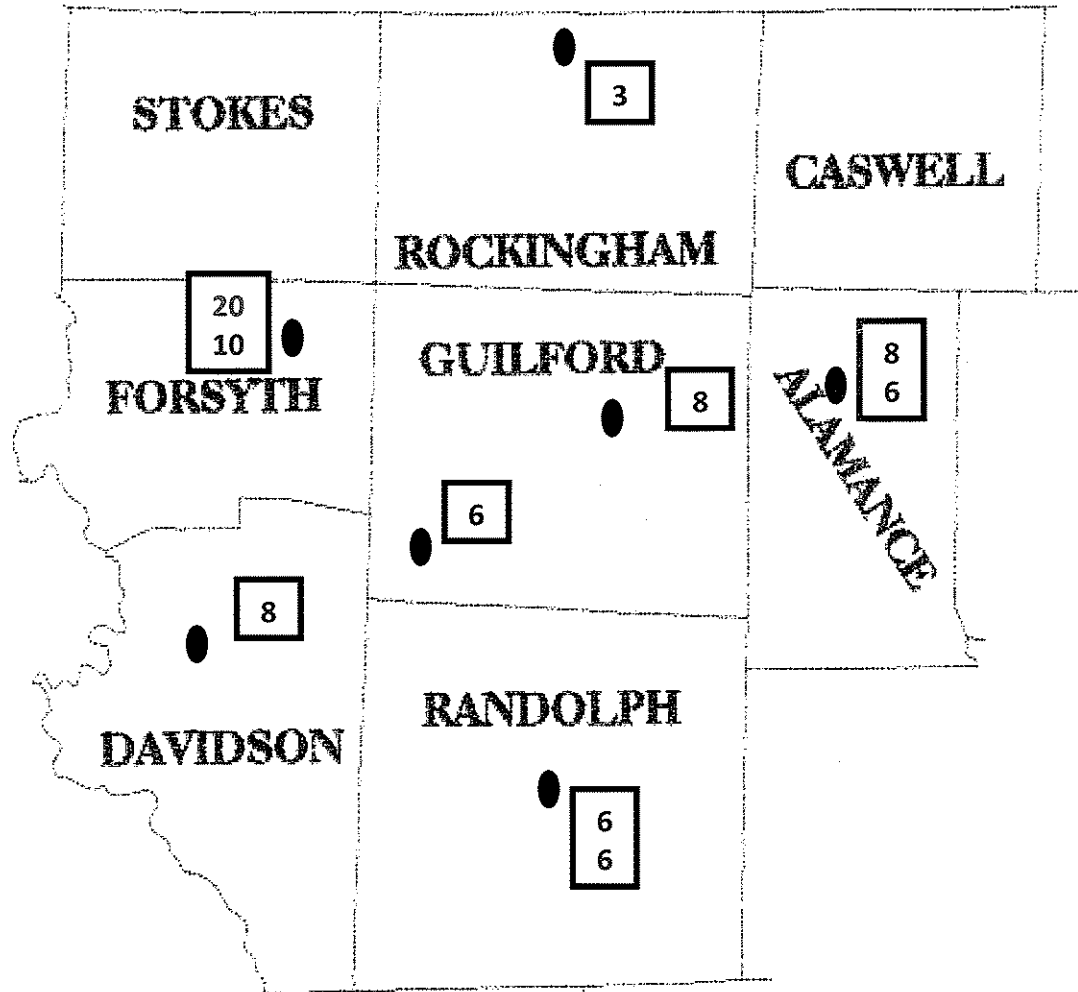 STOKES
3
CASWELL
ROCKINGHAM
20
10
FORSYTH
GUILFORD
8
8
6
ALAMANCE
6
8
DAVIDSON
RANDOLPH
6
6